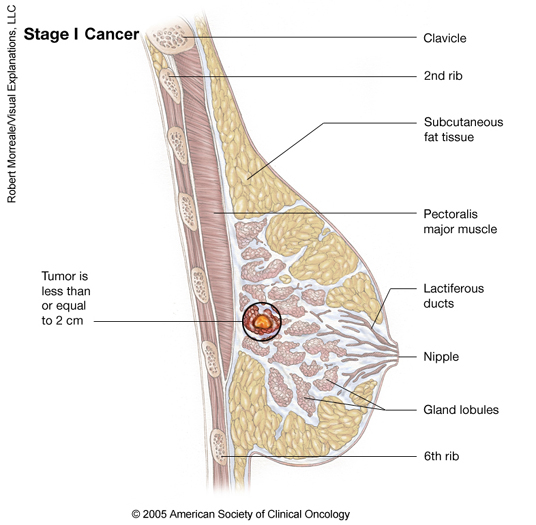 Robert Morreale/Visual Explanations, LLC
Stage I Cancer
Clavicle
2nd rib
Subcutaneous
fat tissue
Pectoralis
major muscle
Tumor is
less than
or equal
to 2 cm
Lactiferous
ducts
Nipple
Gland lobules
6th rib
© 2005 American Society of Clinical Oncology